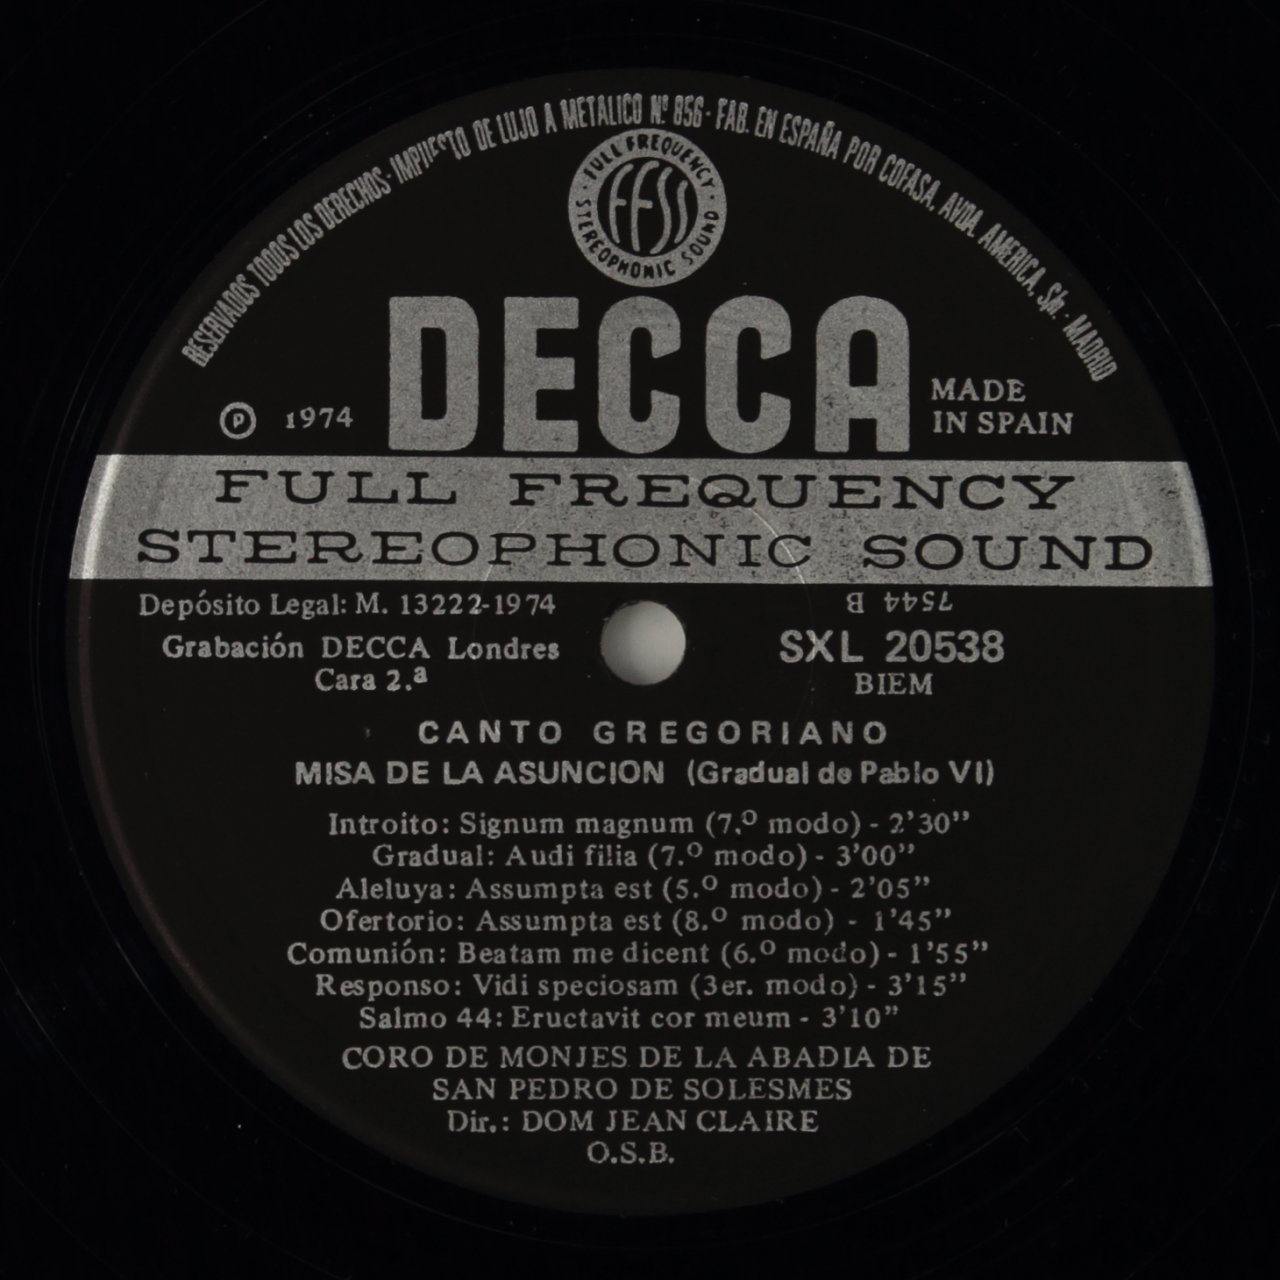 RESERVADOS TODOS LOS DERECHOS - IMPUESTO DE LUJO A METALICO Nº 856 - FAB. EN ESPAÑA POR COFASA, AVDA. AMERICA, S/n. - MADRID
FULL FREQUENCY
FFSS
STEREOPHONIC SOUND
DECCA
Ⓟ 1974
MADE
IN SPAIN
FULL FREQUENCY
STEREOPHONIC SOUND
Depósito Legal: M. 13222-1974
7544 B
Grabación DECCA Londres
SXL 20538
Cara 2.ª
BIEM
CANTO GREGORIANO
MISA DE LA ASUNCION (Gradual de Pablo VI)
Introito: Signum magnum (7.º modo) - 2'30"
Gradual: Audi filia (7.º modo) - 3'00"
Aleluya: Assumpta est (5.º modo) - 2'05"
Ofertorio: Assumpta est (8.º modo) - 1'45"
Comunión: Beatam me dicent (6.º modo) - 1'55"
Responso: Vidi speciosam (3er. modo) - 3'15"
Salmo 44: Eructavit cor meum - 3'10"
CORO DE MONJES DE LA ABADIA DE
SAN PEDRO DE SOLESMES
Dir.: DOM JEAN CLAIRE
O.S.B.